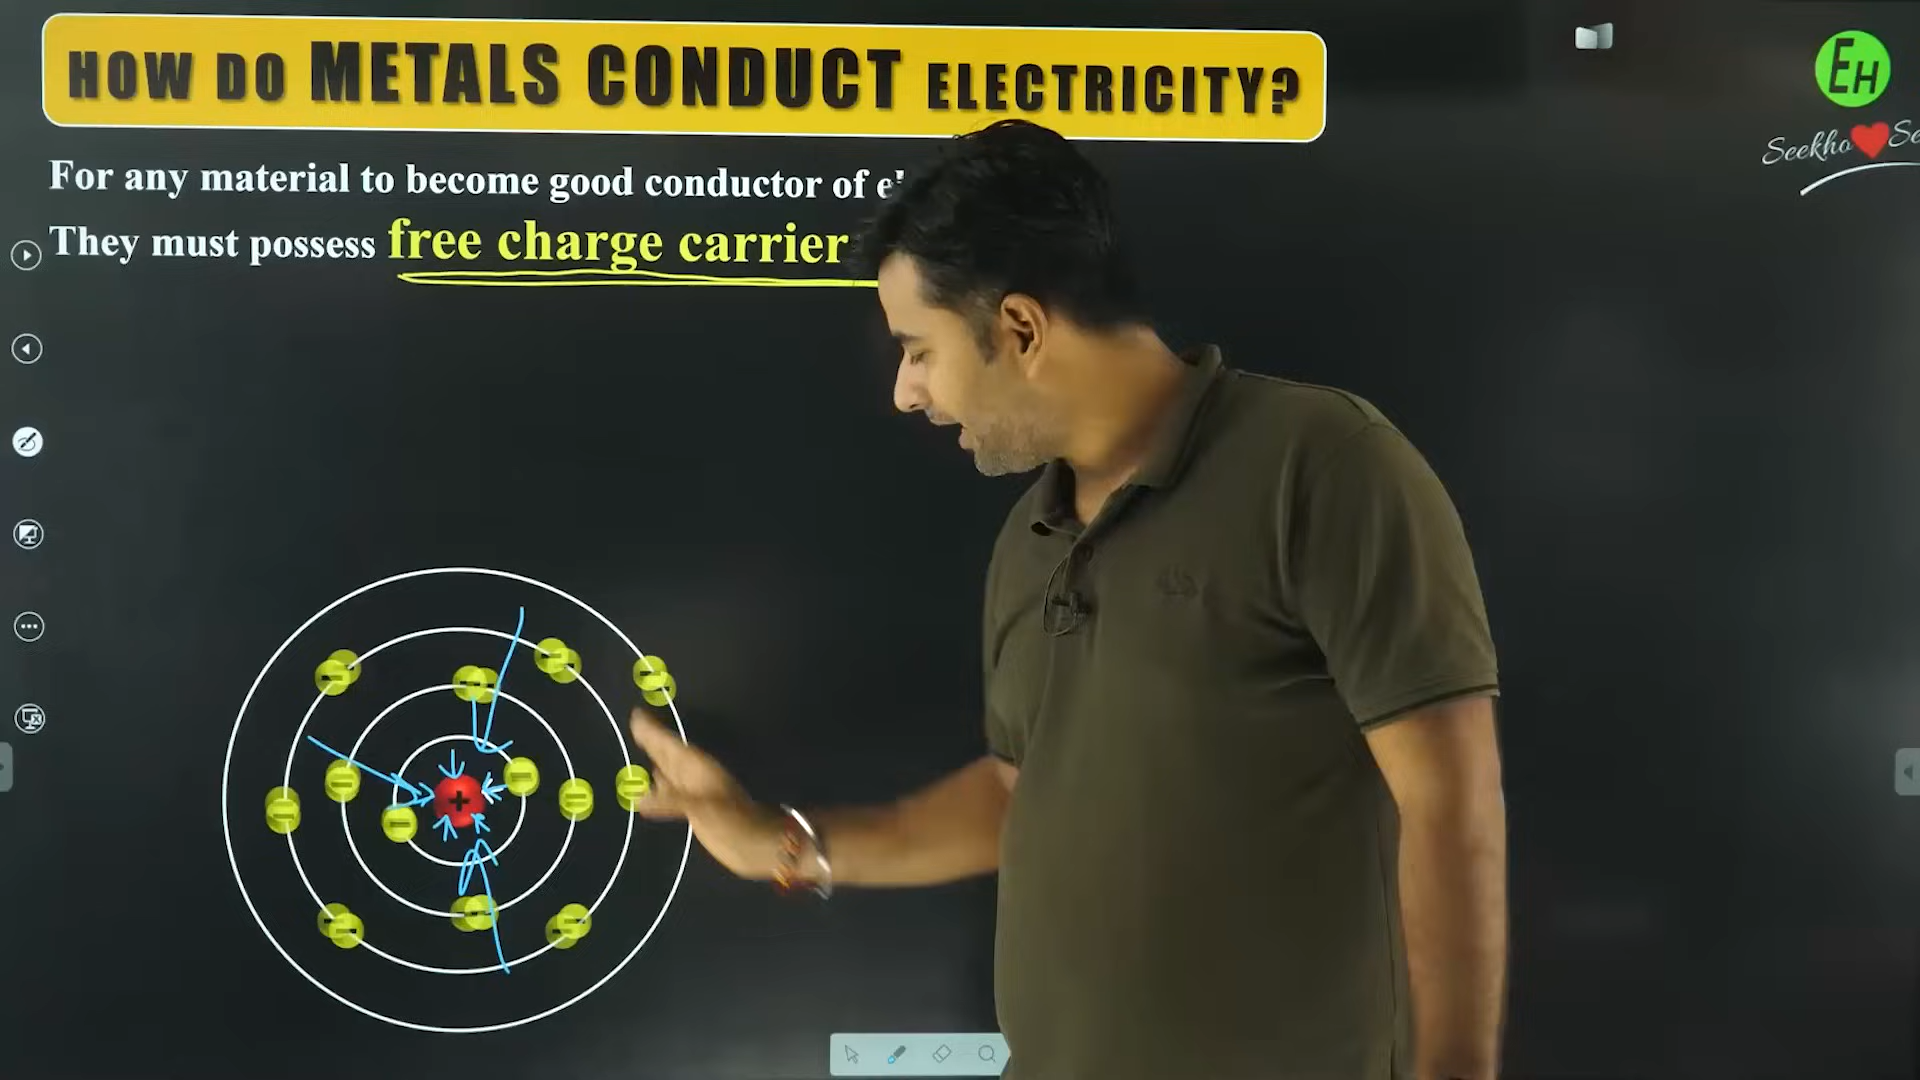 HOW DO METALS CONDUCT ELECTRICITY?
EH
Seekho
For any material to become good conductor of
They must possess free charge carrier
+